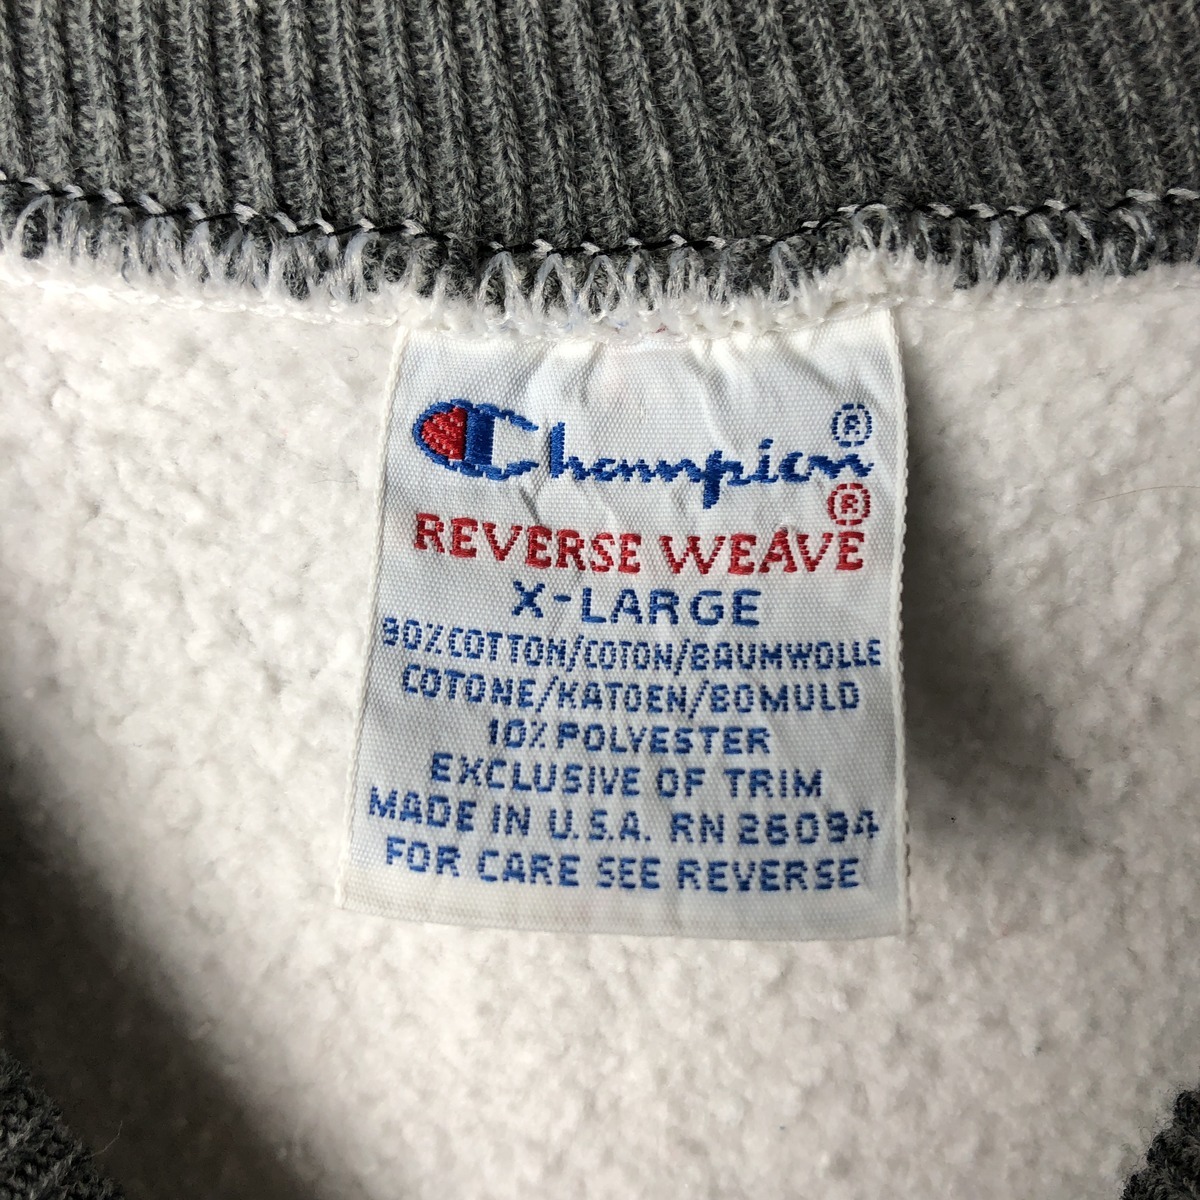 Champion®
®
REVERSE WEAVE
X-LARGE
90% COTTON/COTON/BAUMWOLLE
COTONE/KATOEN/BOMULD
10% POLYESTER
EXCLUSIVE OF TRIM
MADE IN U.S.A. RN 26094
FOR CARE SEE REVERSE